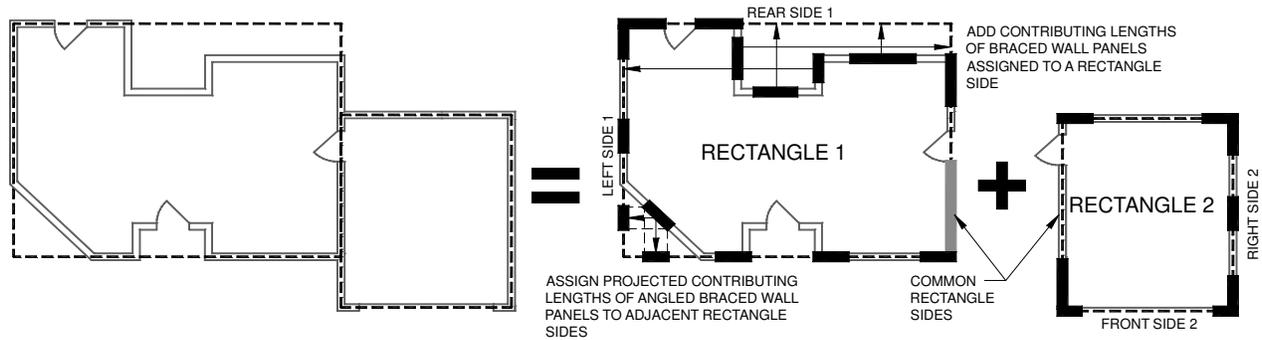 REAR SIDE 1
ADD CONTRIBUTING LENGTHS
OF BRACED WALL PANELS
ASSIGNED TO A RECTANGLE
SIDE
LEFT SIDE 1
RECTANGLE 1
RECTANGLE 2
RIGHT SIDE 2
ASSIGN PROJECTED CONTRIBUTING
LENGTHS OF ANGLED BRACED WALL
PANELS TO ADJACENT RECTANGLE
SIDES
COMMON
RECTANGLE
SIDES
FRONT SIDE 2